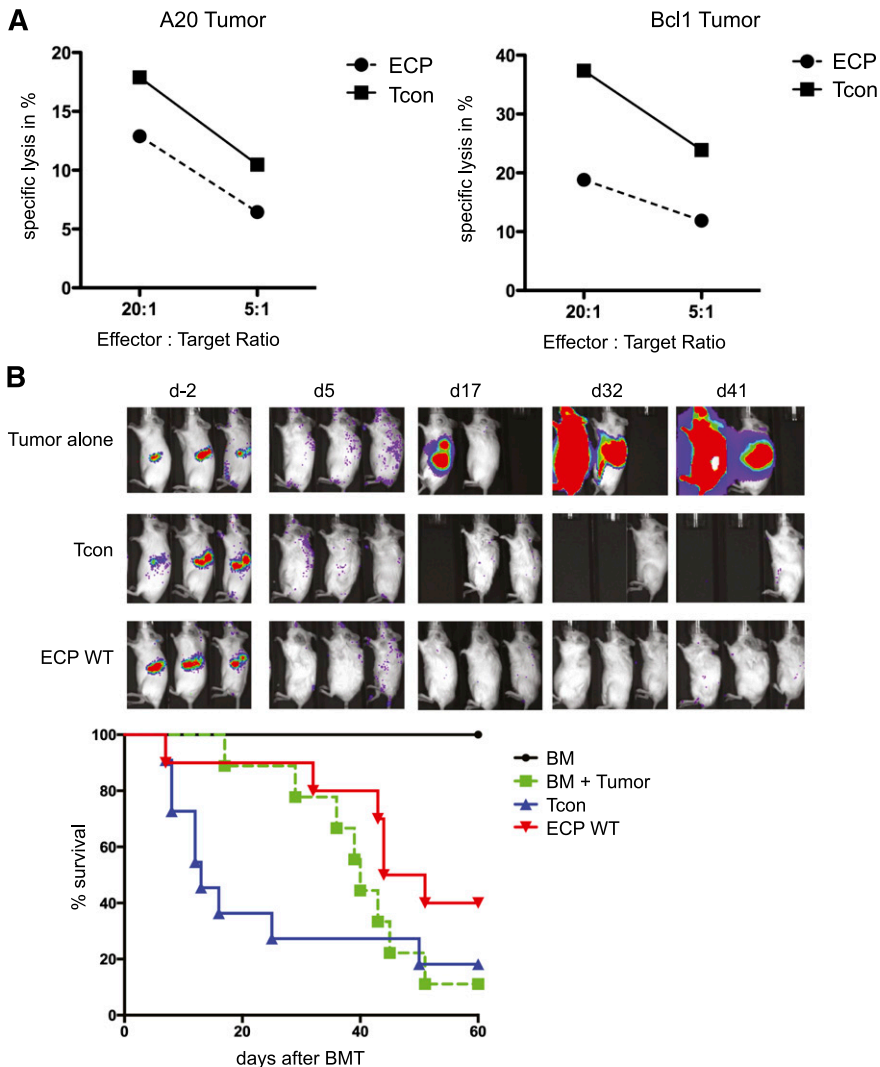 A
A20 Tumor
20
15
10
5
0
specific lysis in %
20:1 5:1
Effector : Target Ratio
ECP
Tcon
Bcl1 Tumor
40
30
20
10
0
specific lysis in %
20:1 5:1
Effector : Target Ratio
ECP
Tcon
B
d-2 d5 d17 d32 d41
Tumor alone
Tcon
ECP WT
100
80
60
40
20
0
% survival
0 20 40 60
days after BMT
BM
BM + Tumor
Tcon
ECP WT